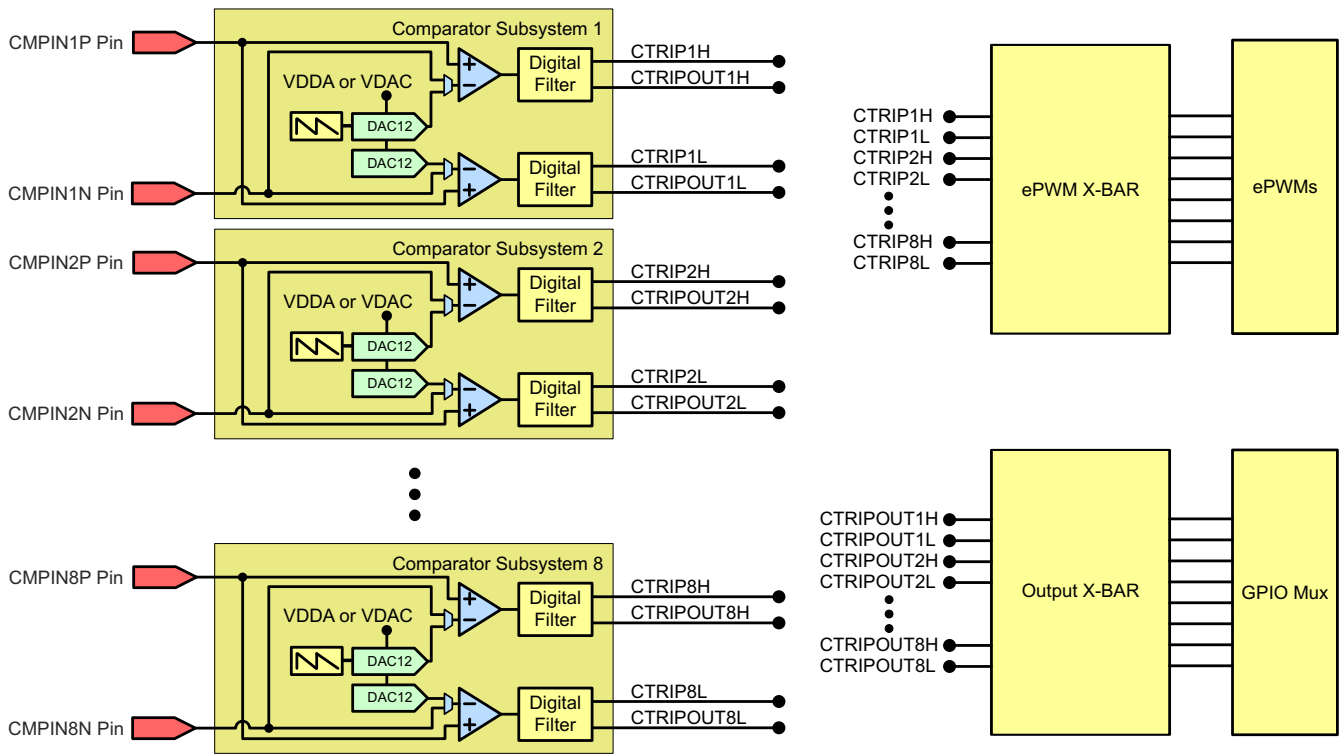 Comparator Subsystem 1
CMPIN1P Pin
VDDA or VDAC
DAC12
DAC12
CMPIN1N Pin
+
−
−
+
Digital
Filter
Digital
Filter
CTRIP1H
CTRIPOUT1H
CTRIP1L
CTRIPOUT1L
Comparator Subsystem 2
CMPIN2P Pin
VDDA or VDAC
DAC12
DAC12
CMPIN2N Pin
+
−
−
+
Digital
Filter
Digital
Filter
CTRIP2H
CTRIPOUT2H
CTRIP2L
CTRIPOUT2L
Comparator Subsystem 8
CMPIN8P Pin
VDDA or VDAC
DAC12
DAC12
CMPIN8N Pin
+
−
−
+
Digital
Filter
Digital
Filter
CTRIP8H
CTRIPOUT8H
CTRIP8L
CTRIPOUT8L
CTRIP1H
CTRIP1L
CTRIP2H
CTRIP2L
CTRIP8H
CTRIP8L
ePWM X-BAR
ePWMs
CTRIPOUT1H
CTRIPOUT1L
CTRIPOUT2H
CTRIPOUT2L
CTRIPOUT8H
CTRIPOUT8L
Output X-BAR
GPIO Mux